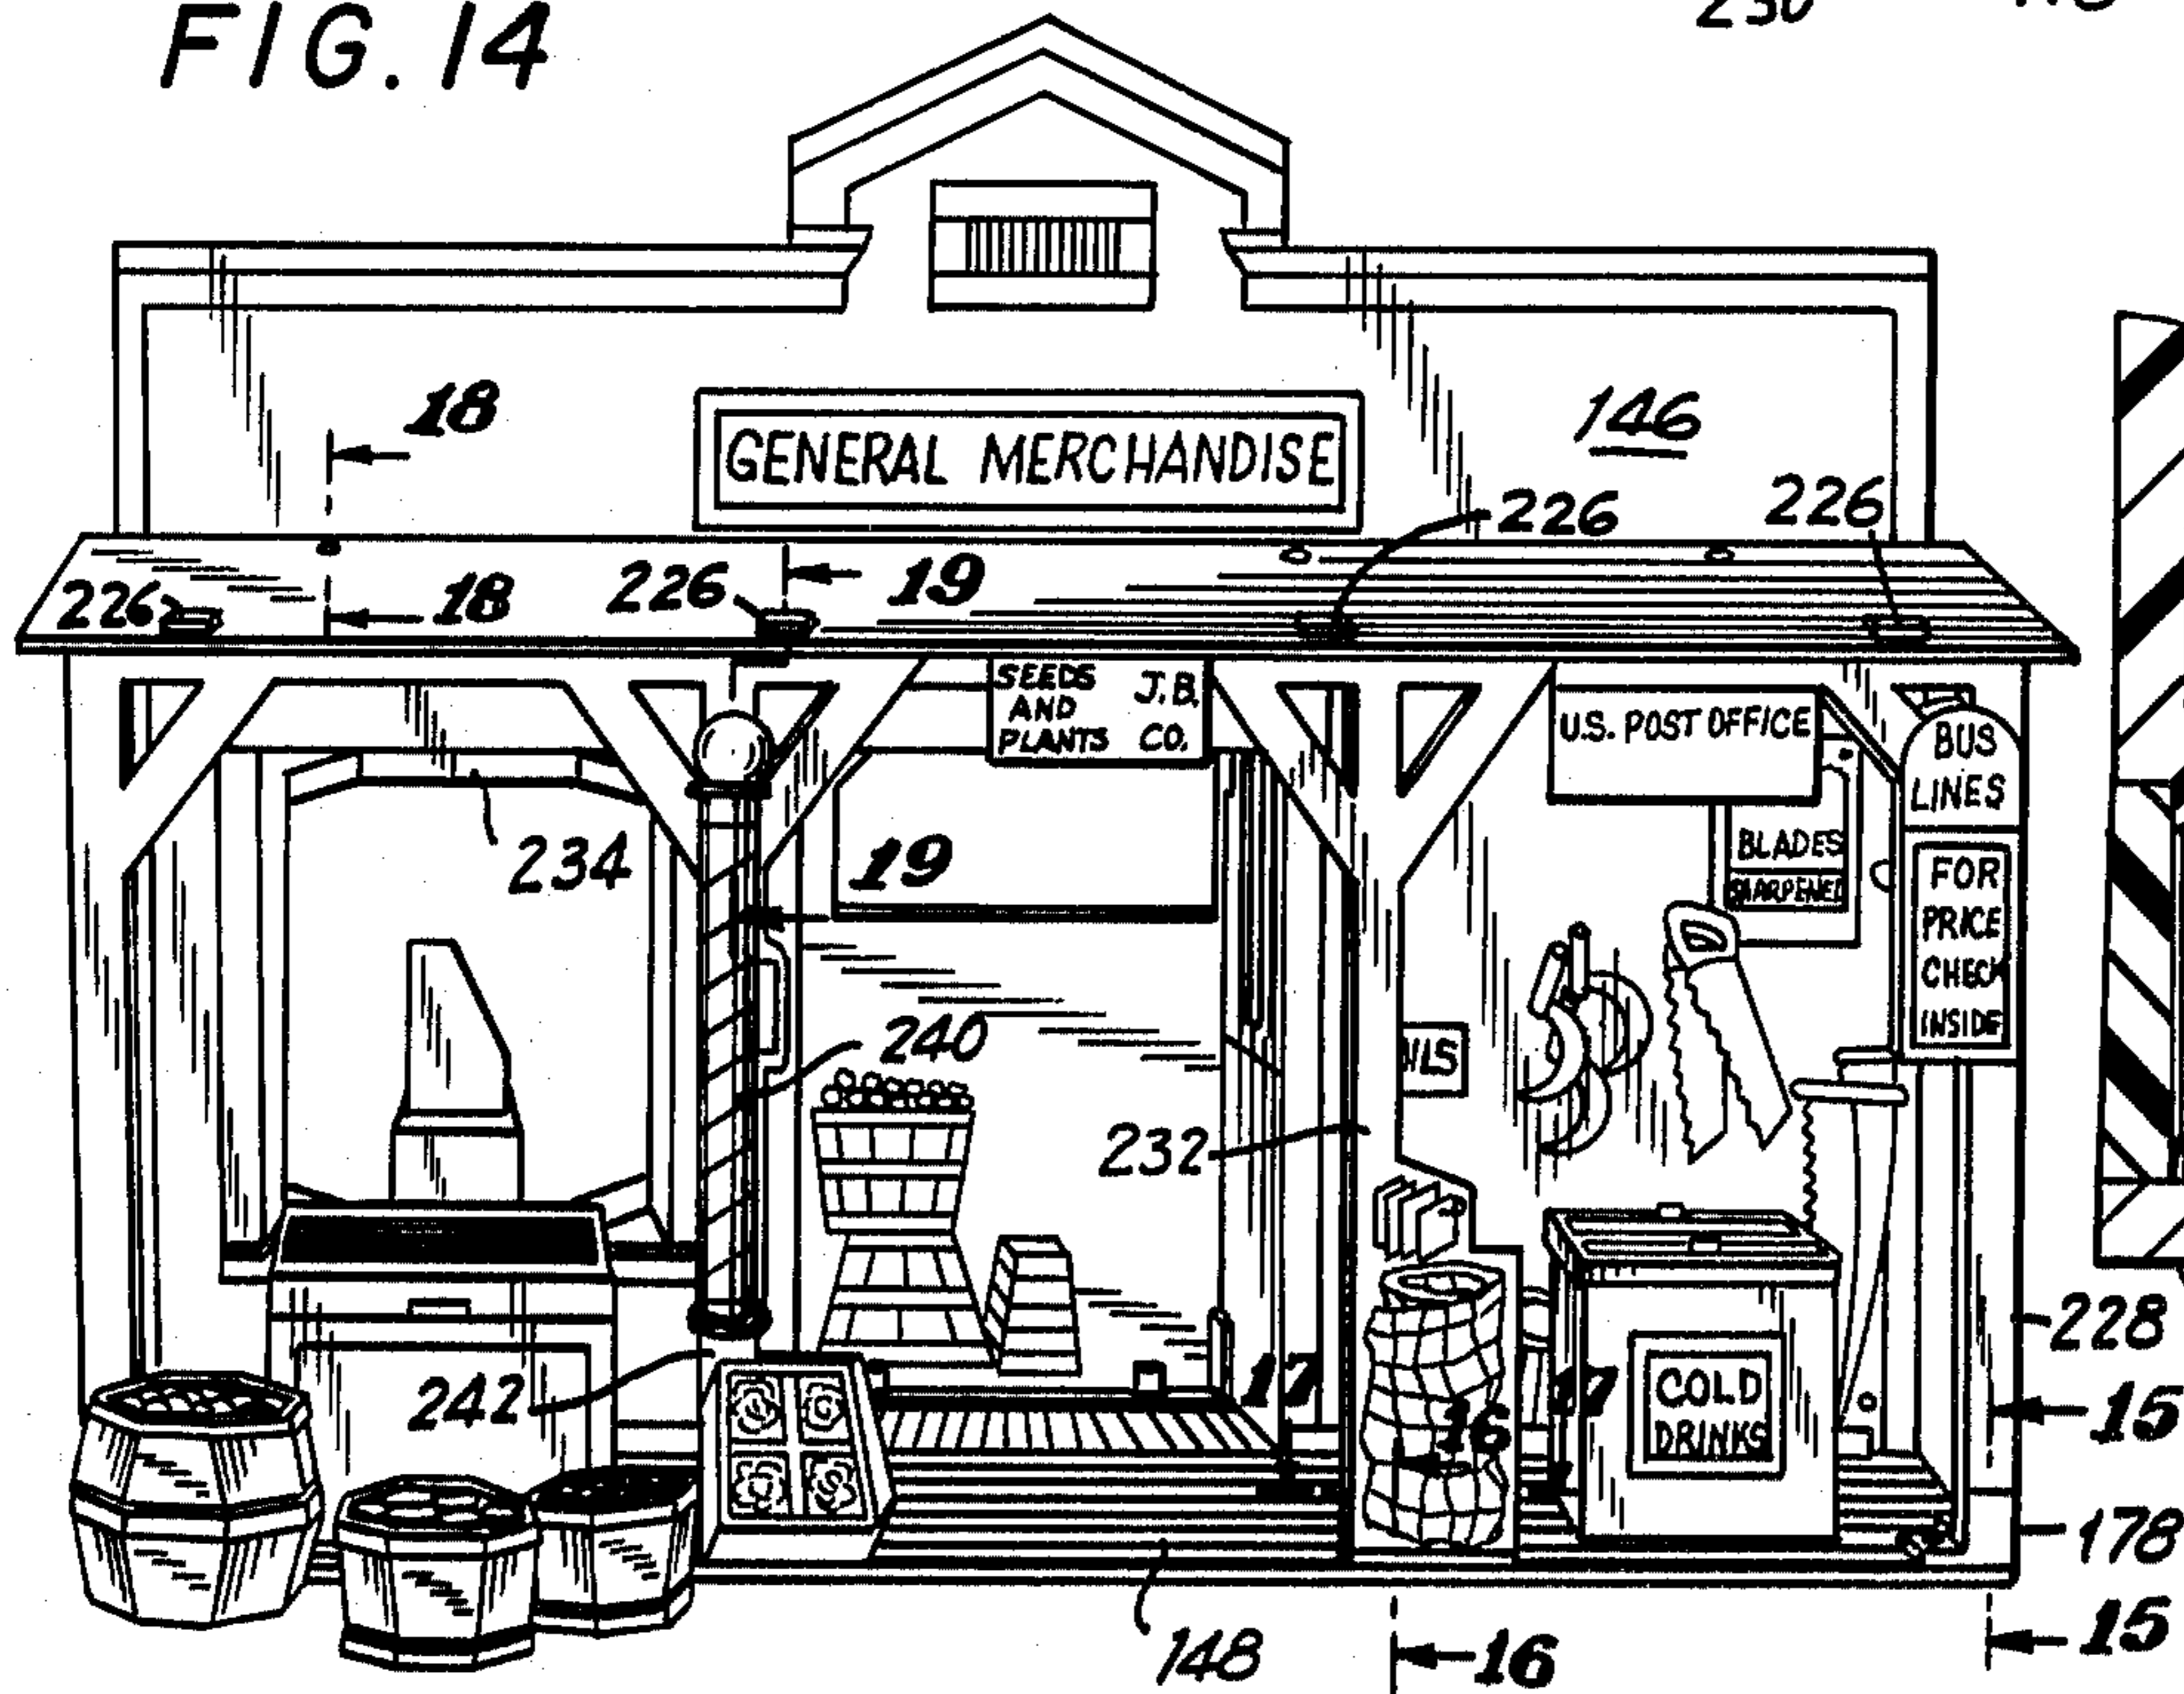 FIG. 14
230
18
GENERAL MERCHANDISE
146
226
226
226
18
226
19
SEEDS
AND
PLANTS
J.B.
CO.
U.S. POST OFFICE
BUS
LINES
234
19
BLADES
SHARPENED
FOR
PRICE
CHECK
INSIDE
240
232
228
242
17
17
COLD
DRINKS
15
16
178
148
16
15